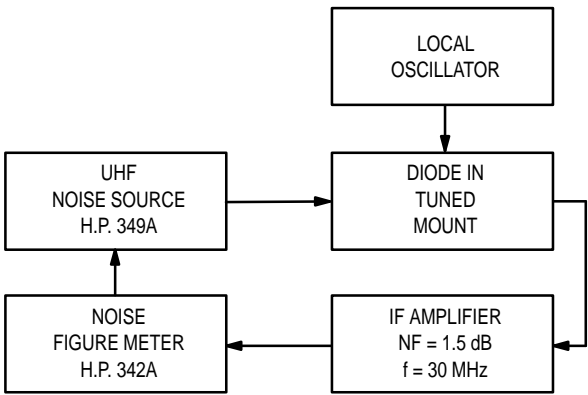 LOCAL
OSCILLATOR
UHF
NOISE SOURCE
H.P. 349A
DIODE IN
TUNED
MOUNT
NOISE
FIGURE METER
H.P. 342A
IF AMPLIFIER
NF = 1.5 dB
f = 30 MHz